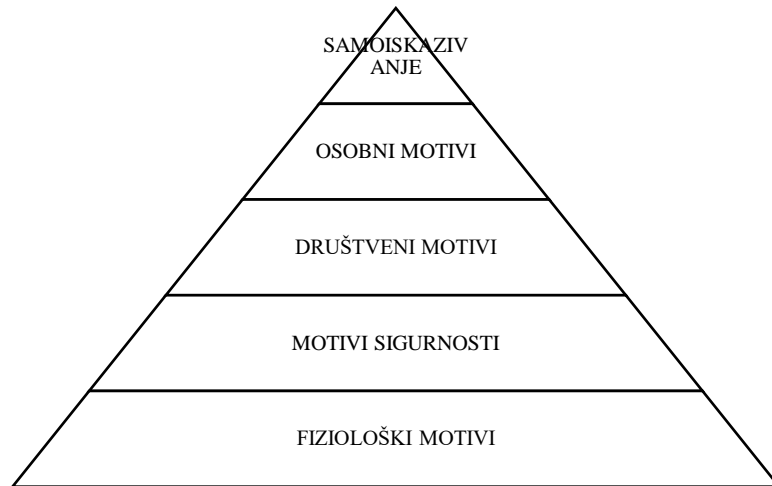 SAMOISKAZIV
ANJE
OSOBNI MOTIVI
DRUŠTVENI MOTIVI
MOTIVI SIGURNOSTI
FIZIOLOŠKI MOTIVI